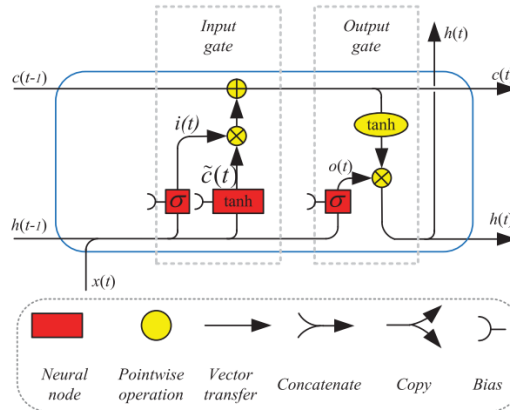 Input
gate
Output
gate
h(t)
c(t-1)
c(t)
i(t)
tanh
c̃(t)
o(t)
σ
tanh
σ
h(t-1)
h(t)
x(t)
Neural
node
Pointwise
operation
Vector
transfer
Concatenate
Copy
Bias